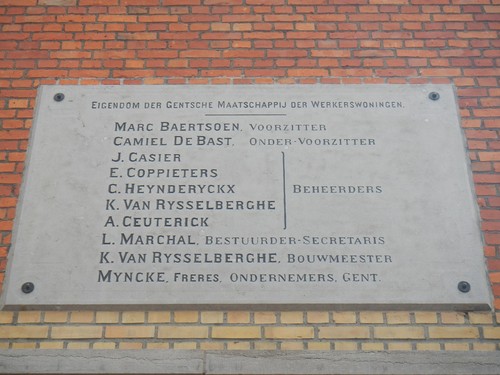 Eigendom der Gentsche Maatschappij der Werkerswoningen.
Marc Baertsoen, Voorzitter
Camiel De Bast, Onder-Voorzitter
J. Casier
E. Coppieters
C. Heynderyckx
Beheerders
K. Van Rysselberghe
A. Ceuterick
L. Marchal, Bestuurder-Secretaris
K. Van Rysselberghe, Bouwmeester
Myncke, Freres, Ondernemers, Gent.